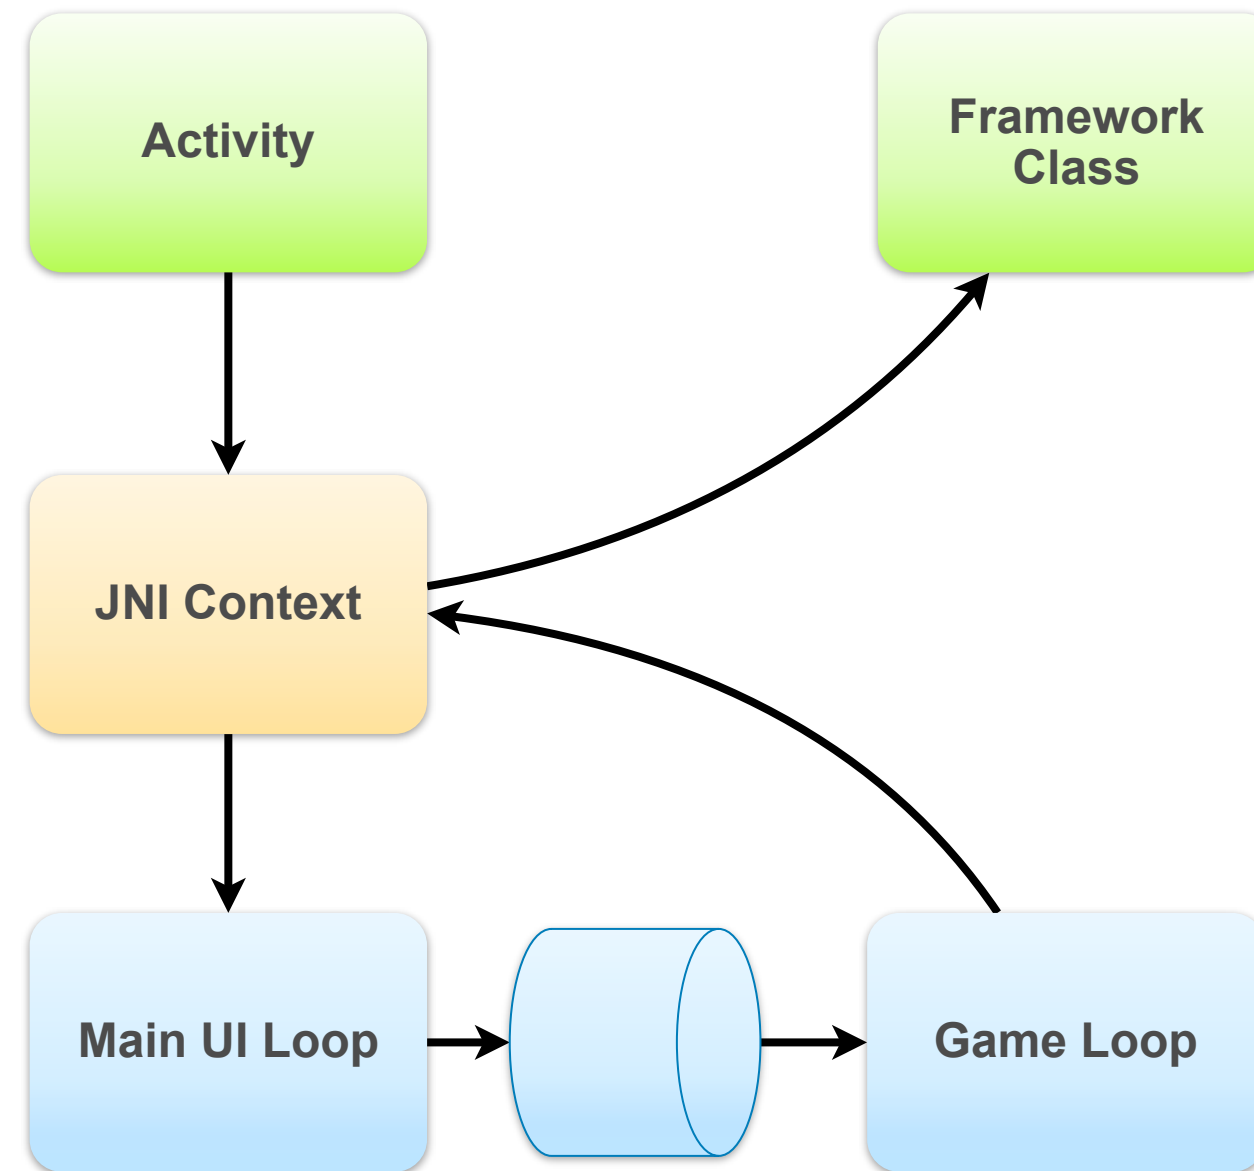 Activity
Framework
Class
JNI Context
Main UI Loop
Game Loop